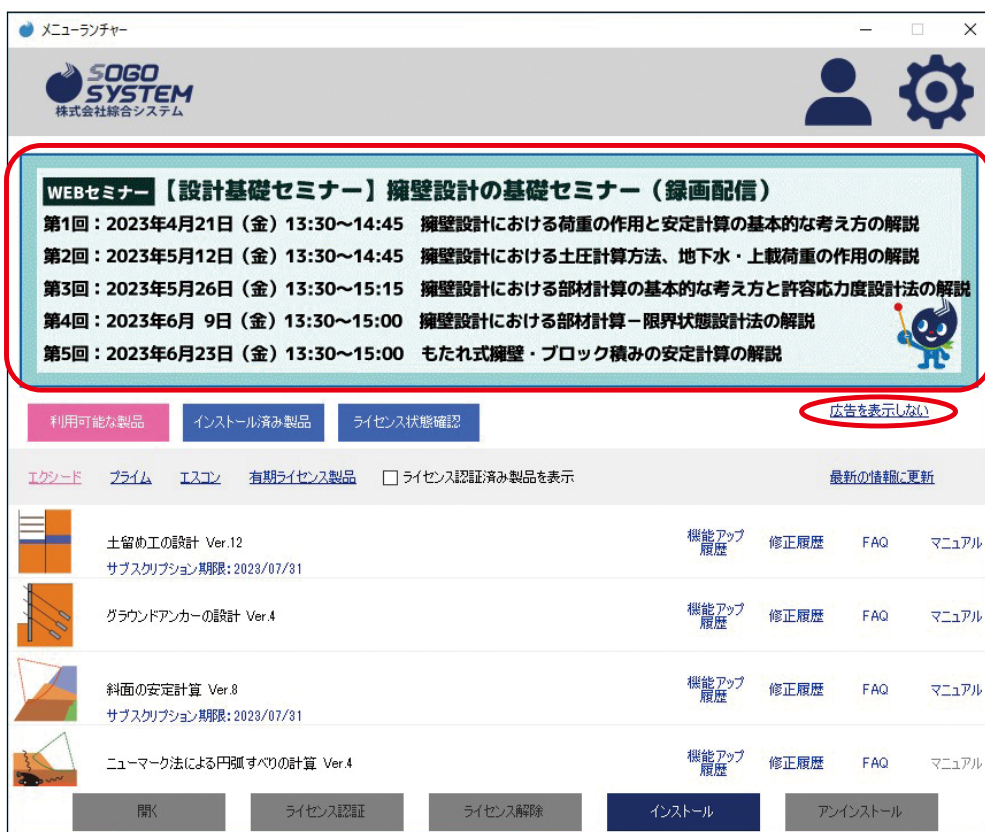 メニューランチャー
SOGO
SYSTEM
株式会社綜合システム
WEBセミナー 【設計基礎セミナー】擁壁設計の基礎セミナー（録画配信）
第1回：2023年4月21日（金）13:30～14:45 擁壁設計における荷重の作用と安定計算の基本的な考え方の解説
第2回：2023年5月12日（金）13:30～14:45 擁壁設計における土圧計算方法、地下水・上載荷重の作用の解説
第3回：2023年5月26日（金）13:30～15:15 擁壁設計における部材計算の基本的な考え方と許容応力度設計法の解説
第4回：2023年6月 9日（金）13:30～15:00 擁壁設計における部材計算－限界状態設計法の解説
第5回：2023年6月23日（金）13:30～15:00 もたれ式擁壁・ブロック積みの安定計算の解説
利用可能な製品 インストール済み製品 ライセンス状態確認 広告を表示しない
エクシード プライム エスコン 有期ライセンス製品 ライセンス認証済み製品を表示 最新の情報に更新
土留め工の設計 Ver.12 機能アップ履歴 修正履歴 FAQ マニュアル
サブスクリプション期限：2023/07/31
グラウンドアンカーの設計 Ver.4 機能アップ履歴 修正履歴 FAQ マニュアル
斜面の安定計算 Ver.8 機能アップ履歴 修正履歴 FAQ マニュアル
サブスクリプション期限：2023/07/31
ニューマーク法による円弧すべりの計算 Ver.4 機能アップ履歴 修正履歴 FAQ マニュアル
開く ライセンス認証 ライセンス解除 インストール アンインストール